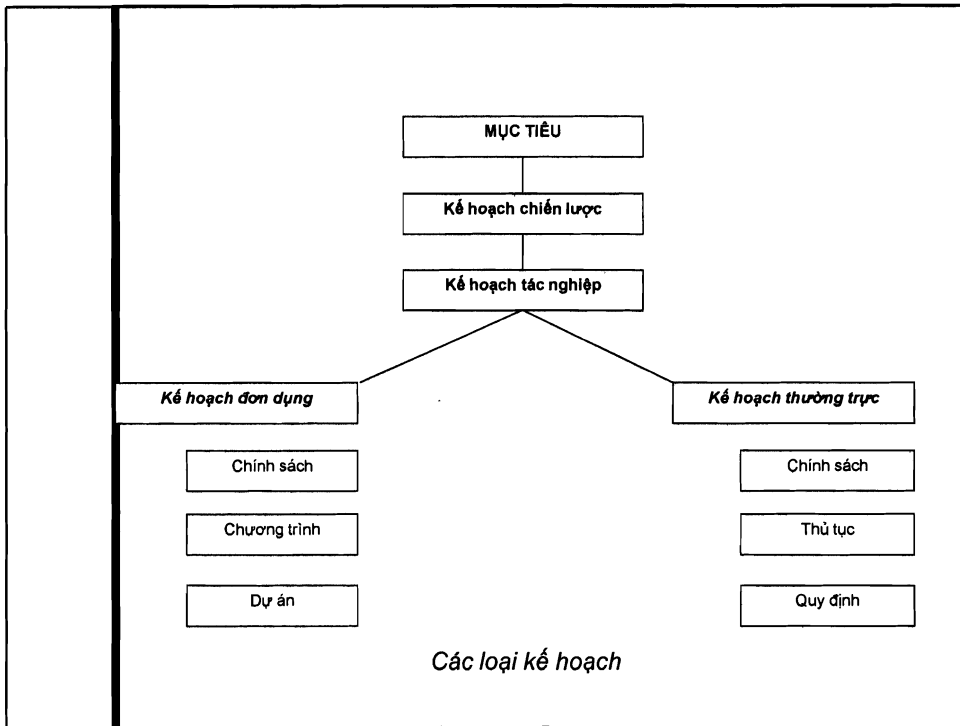 MỤC TIÊU
Kế hoạch chiến lược
Kế hoạch tác nghiệp
Kế hoạch đơn dụng
Kế hoạch thường trực
Chính sách
Chính sách
Chương trình
Thủ tục
Dự án
Quy định
Các loại kế hoạch